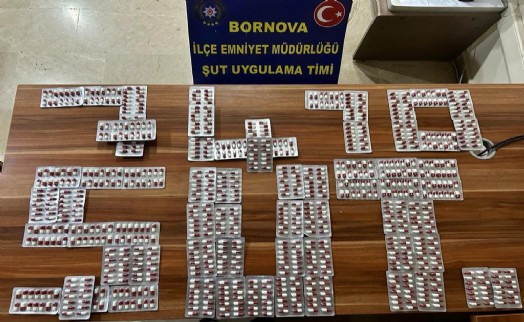 BORNOVA
İLÇE EMNİYET MÜDÜRLÜĞÜ
ŞUT UYGULAMA TİMİ
ŞUT.